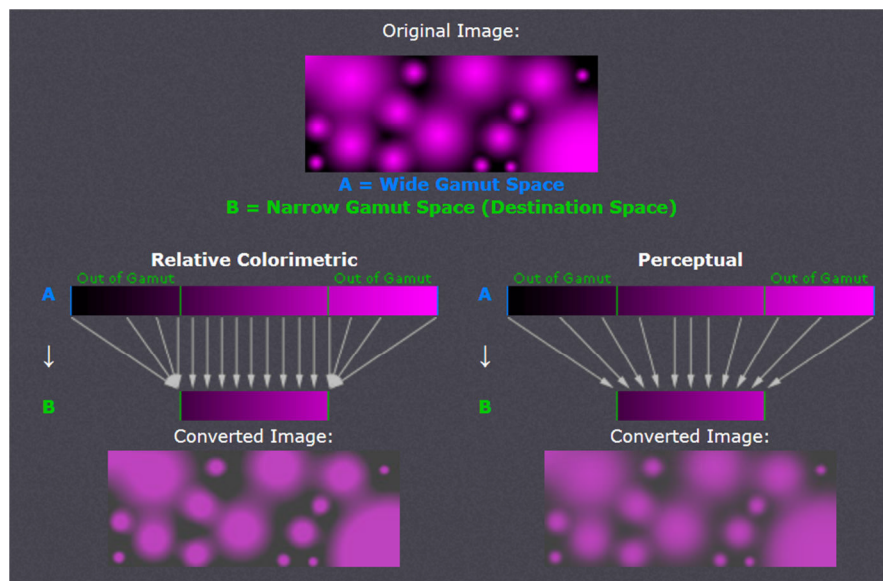 Original Image:
A = Wide Gamut Space
B = Narrow Gamut Space (Destination Space)
Relative Colorimetric
Out of Gamut
Out of Gamut
A
↓
B
Converted Image:
Perceptual
Out of Gamut
Out of Gamut
A
↓
B
Converted Image: